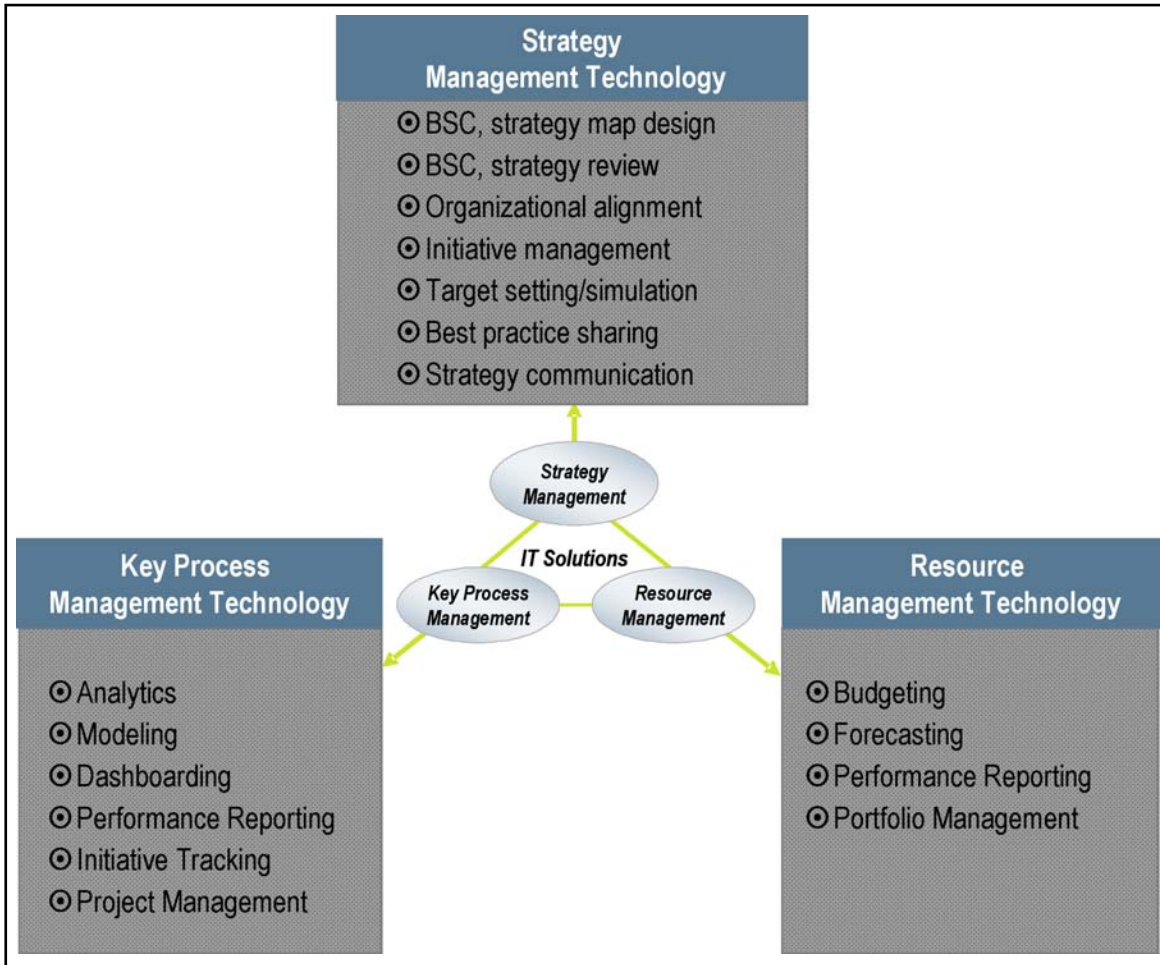 Strategy
Management Technology
BSC, strategy map design
BSC, strategy review
Organizational alignment
Initiative management
Target setting/simulation
Best practice sharing
Strategy communication
Strategy
Management
IT Solutions
Key Process
Management
Resource
Management
Key Process
Management Technology
Analytics
Modeling
Dashboarding
Performance Reporting
Initiative Tracking
Project Management
Resource
Management Technology
Budgeting
Forecasting
Performance Reporting
Portfolio Management